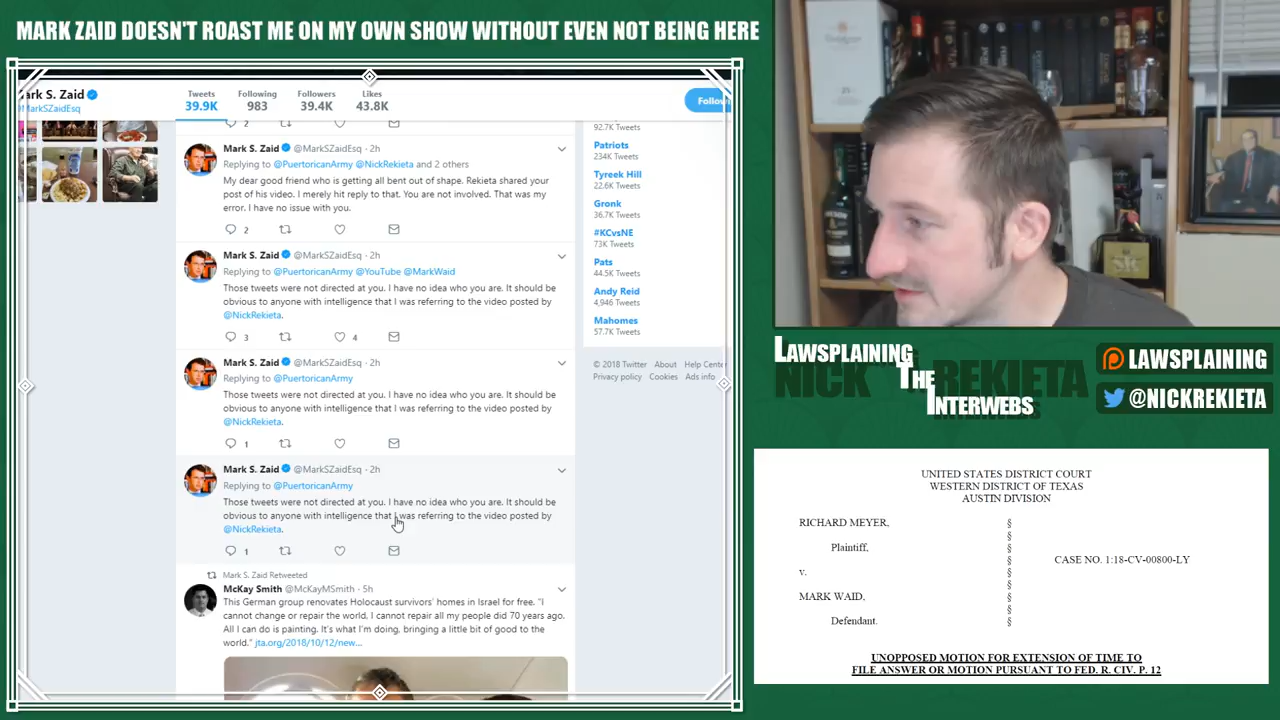 MARK ZAID DOESN'T ROAST ME ON MY OWN SHOW WITHOUT EVEN NOT BEING HERE
ark S. Zaid
MarkSZaidEsq
Tweets
39.9K
Following
983
Followers
39.4K
Likes
43.8K
Follow
2
Mark S. Zaid @MarkSZaidEsq · 2h
Replying to @PuertoricanArmy @NickRekieta and 2 others
My dear good friend who is getting all bent out of shape. Rekieta shared your
post of his video. I merely hit reply to that. You are not involved. That was my
error. I have no issue with you.
2
Mark S. Zaid @MarkSZaidEsq · 2h
Replying to @PuertoricanArmy @YouTube @MarkWaid
Those tweets were not directed at you. I have no idea who you are. It should be
obvious to anyone with intelligence that I was referring to the video posted by
@NickRekieta.
3
4
Mark S. Zaid @MarkSZaidEsq · 2h
Replying to @PuertoricanArmy
Those tweets were not directed at you. I have no idea who you are. It should be
obvious to anyone with intelligence that I was referring to the video posted by
@NickRekieta.
1
Mark S. Zaid @MarkSZaidEsq · 2h
Replying to @PuertoricanArmy
Those tweets were not directed at you. I have no idea who you are. It should be
obvious to anyone with intelligence that I was referring to the video posted by
@NickRekieta.
1
Mark S. Zaid Retweeted
McKay Smith @McKayMSmith · 5h
This German group renovates Holocaust survivors' homes in Israel for free. "I
cannot change or repair the world, I cannot repair all my people did 70 years ago.
All I can do is painting. It's what I'm doing, bringing a little bit of good to the
world." jta.org/2018/10/12/new...
92.7K Tweets
Patriots
234K Tweets
Tyreek Hill
22.6K Tweets
Gronk
36.7K Tweets
#KCvsNE
73K Tweets
Pats
44.5K Tweets
Andy Reid
4,946 Tweets
Mahomes
57.7K Tweets
© 2018 Twitter About Help Center
Privacy policy Cookies Ads info
LAWSPLAINING
THE
INTERWEBS
NICK REKIETA
LAWSPLAINING
@NICKREKIETA
UNITED STATES DISTRICT COURT
WESTERN DISTRICT OF TEXAS
AUSTIN DIVISION
RICHARD MEYER, §
§
Plaintiff, §
§ CASE NO. 1:18-CV-00800-LY
v. §
§
MARK WAID, §
§
Defendant. §
UNOPPOSED MOTION FOR EXTENSION OF TIME TO
FILE ANSWER OR MOTION PURSUANT TO FED. R. CIV. P. 12